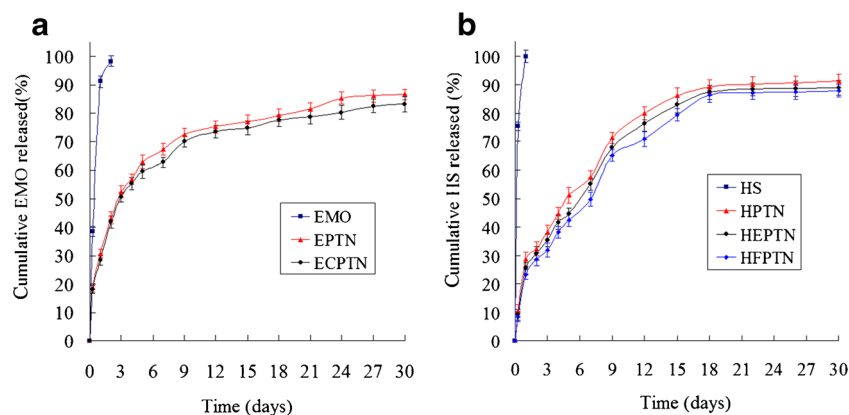 a
Cumulative EMO released(%)
100
90
80
70
60
50
40
30
20
10
0
EMO
EPTN
ECPTN
0 3 6 9 12 15 18 21 24 27 30
Time (days)
b
Cumulative HS released (%)
100
90
80
70
60
50
40
30
20
10
0
HS
HPTN
HEPTN
HFPTN
0 3 6 9 12 15 18 21 24 27 30
Time (days)